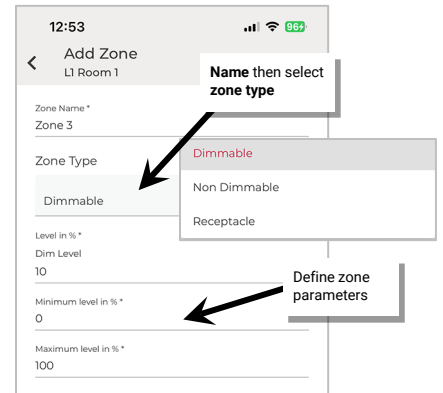 12:53
96
Add Zone
L1 Room 1
Name then select
zone type
Zone Name *
Zone 3
Zone Type
Dimmable
Dimmable
Non Dimmable
Receptacle
Level in % *
Dim Level
10
Define zone
parameters
Minimum level in % *
0
Maximum level in % *
100